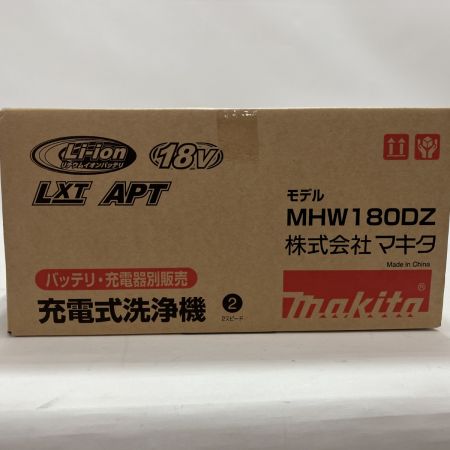 Li-ion
リチウムイオンバッテリ
18V
LXT APT
モデル
MHW180DZ
株式会社 マキタ
Made in China
バッテリ・充電器別販売
充電式洗浄機
2
2スピード
makita®